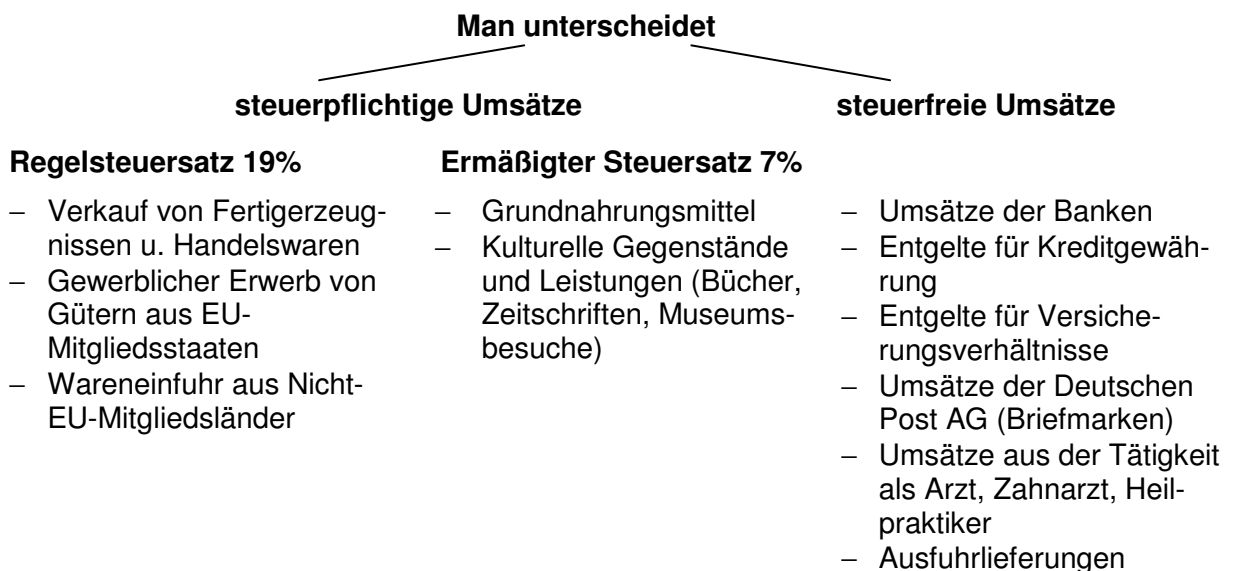 Man unterscheidet
steuerpflichtige Umsätze
steuerfreie Umsätze
Regelsteuersatz 19%
– Verkauf von Fertigerzeug-
nissen u. Handelswaren
– Gewerblicher Erwerb von
Gütern aus EU-
Mitgliedsstaaten
– Wareneinfuhr aus Nicht-
EU-Mitgliedsländer
Ermäßigter Steuersatz 7%
– Grundnahrungsmittel
– Kulturelle Gegenstände
und Leistungen (Bücher,
Zeitschriften, Museums-
besuche)
– Umsätze der Banken
– Entgelte für Kreditgewäh-
rung
– Entgelte für Versiche-
rungsverhältnisse
– Umsätze der Deutschen
Post AG (Briefmarken)
– Umsätze aus der Tätigkeit
als Arzt, Zahnarzt, Heil-
praktiker
– Ausfuhrlieferungen